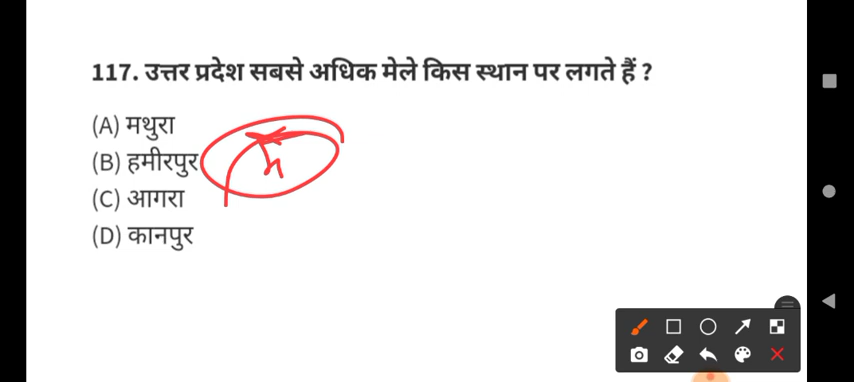 117. उत्तर प्रदेश सबसे अधिक मेले किस स्थान पर लगते हैं ?
(A) मथुरा
(B) हमीरपुर
(C) आगरा
(D) कानपुर